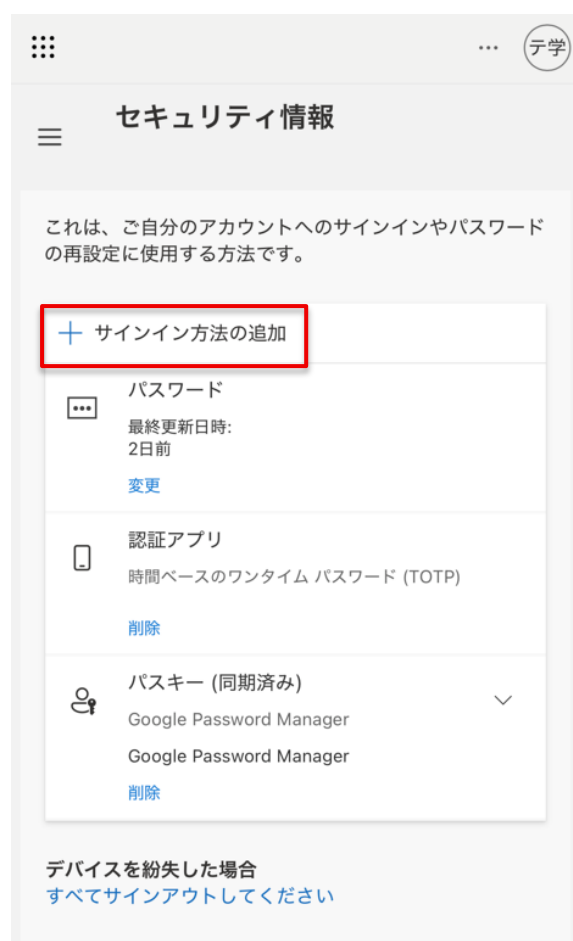 テ学
セキュリティ情報
これは、ご自分のアカウントへのサインインやパスワード
の再設定に使用する方法です。
サインイン方法の追加
パスワード
最終更新日時:
2日前
変更
認証アプリ
時間ベースのワンタイム パスワード (TOTP)
削除
パスキー (同期済み)
Google Password Manager
Google Password Manager
削除
デバイスを紛失した場合
すべてサインアウトしてください